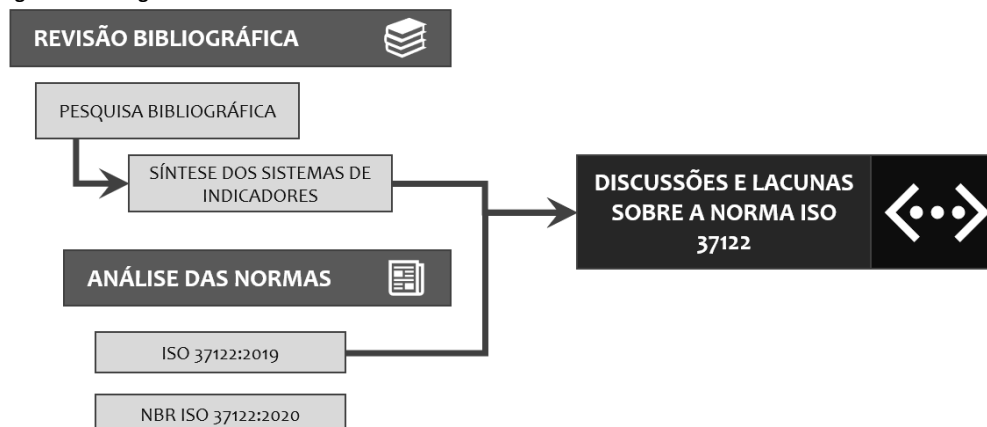 REVISÃO BIBLIOGRÁFICA
PESQUISA BIBLIOGRÁFICA
SÍNTESE DOS SISTEMAS DE
INDICADORES
DISCUSSÕES E LACUNAS
SOBRE A NORMA ISO
37122
ANÁLISE DAS NORMAS
ISO 37122:2019
NBR ISO 37122:2020